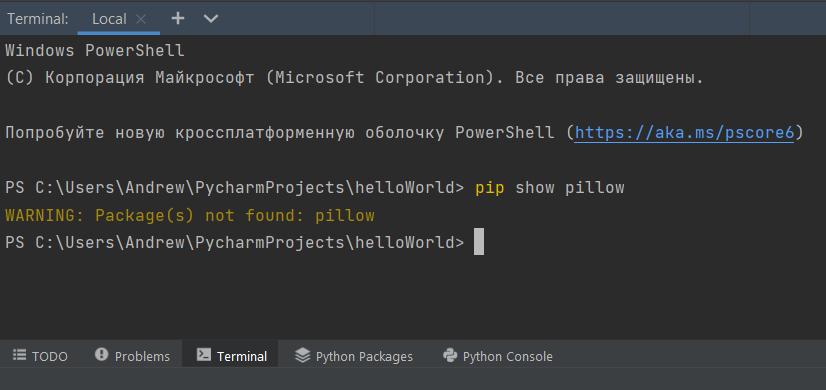 Terminal: Local
Windows PowerShell
(C) Корпорация Майкрософт (Microsoft Corporation). Все права защищены.
Попробуйте новую кроссплатформенную оболочку PowerShell (https://aka.ms/pscore6)
PS C:\Users\Andrew\PycharmProjects\helloWorld> pip show pillow
WARNING: Package(s) not found: pillow
PS C:\Users\Andrew\PycharmProjects\helloWorld>
TODO Problems Terminal Python Packages Python Console